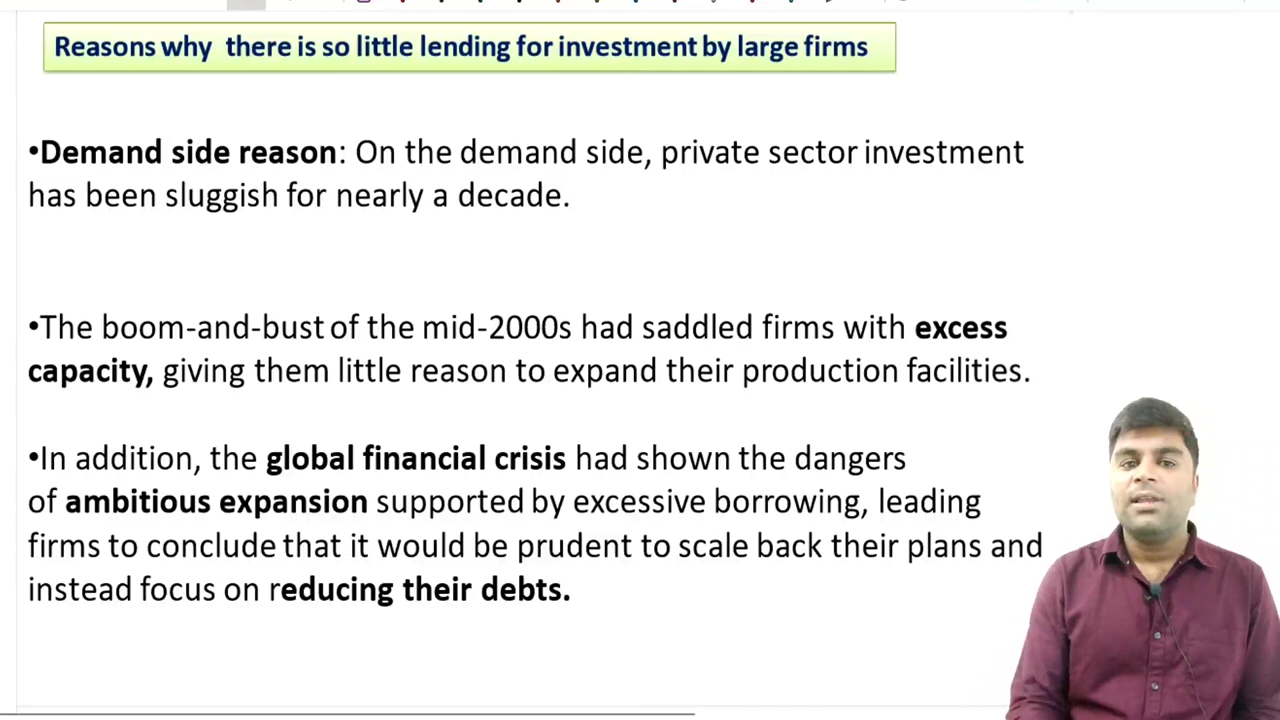 Reasons why there is so little lending for investment by large firms
•Demand side reason: On the demand side, private sector investment
has been sluggish for nearly a decade.
•The boom-and-bust of the mid-2000s had saddled firms with excess
capacity, giving them little reason to expand their production facilities.
•In addition, the global financial crisis had shown the dangers
of ambitious expansion supported by excessive borrowing, leading
firms to conclude that it would be prudent to scale back their plans and
instead focus on reducing their debts.